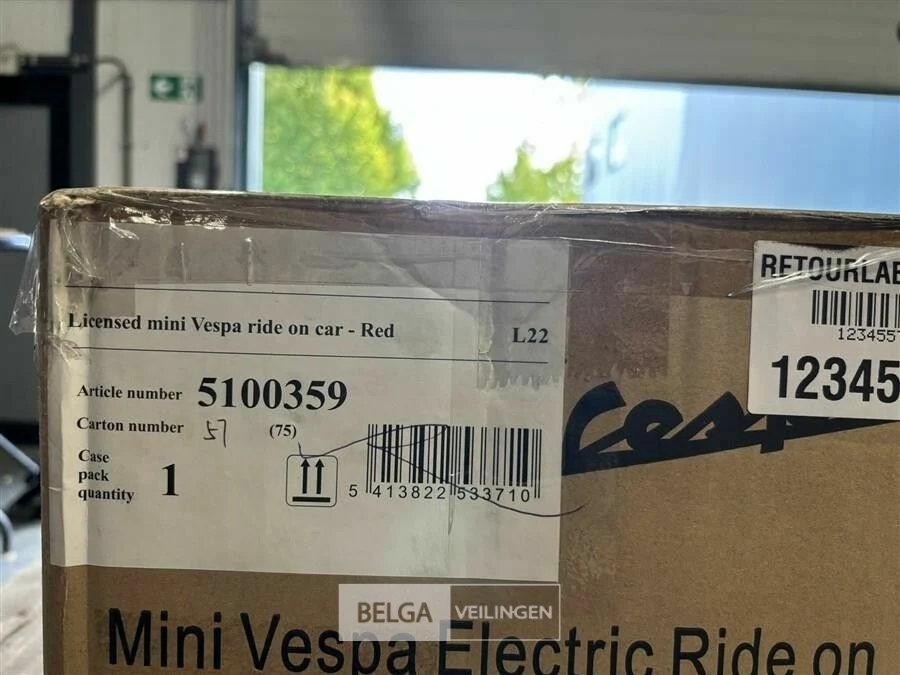 RETOURLAB
Licensed mini Vespa ride on car - Red L22
1234557
12345
Article number 5100359
Carton number 57 (75)
Case
pack
quantity 1
5 413822 533710
Vespa
BELGA VEILINGEN
Mini Vespa Electric Ride on